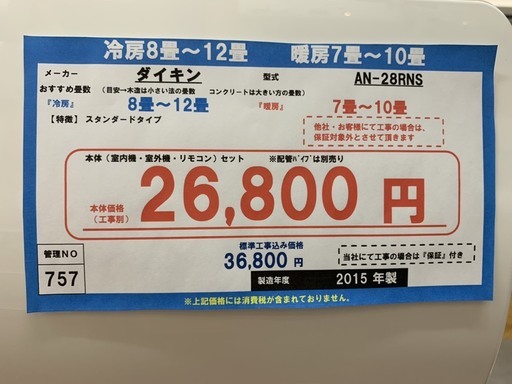 冷房8畳～12畳 暖房7畳～10畳
メーカー ダイキン 型式 AN-28RNS
おすすめ畳数 (目安→木造は小さい法の畳数 コンクリートは大きい方の畳数)
『冷房』 8畳～12畳 『暖房』 7畳～10畳
【特徴】 スタンダードタイプ
他社・お客様にて工事の場合は、
保証対象外とさせて頂きます
本体（室内機・室外機・リモコン）セット ※配管ﾊﾟｲﾌﾟは別売り
本体価格
(工事別)
26,800 円
管理NO
757
標準工事込み価格
36,800 円
当社にて工事の場合は『保証』付き
製造年度 2015 年製
※上記価格には消費税が含まれておりません。